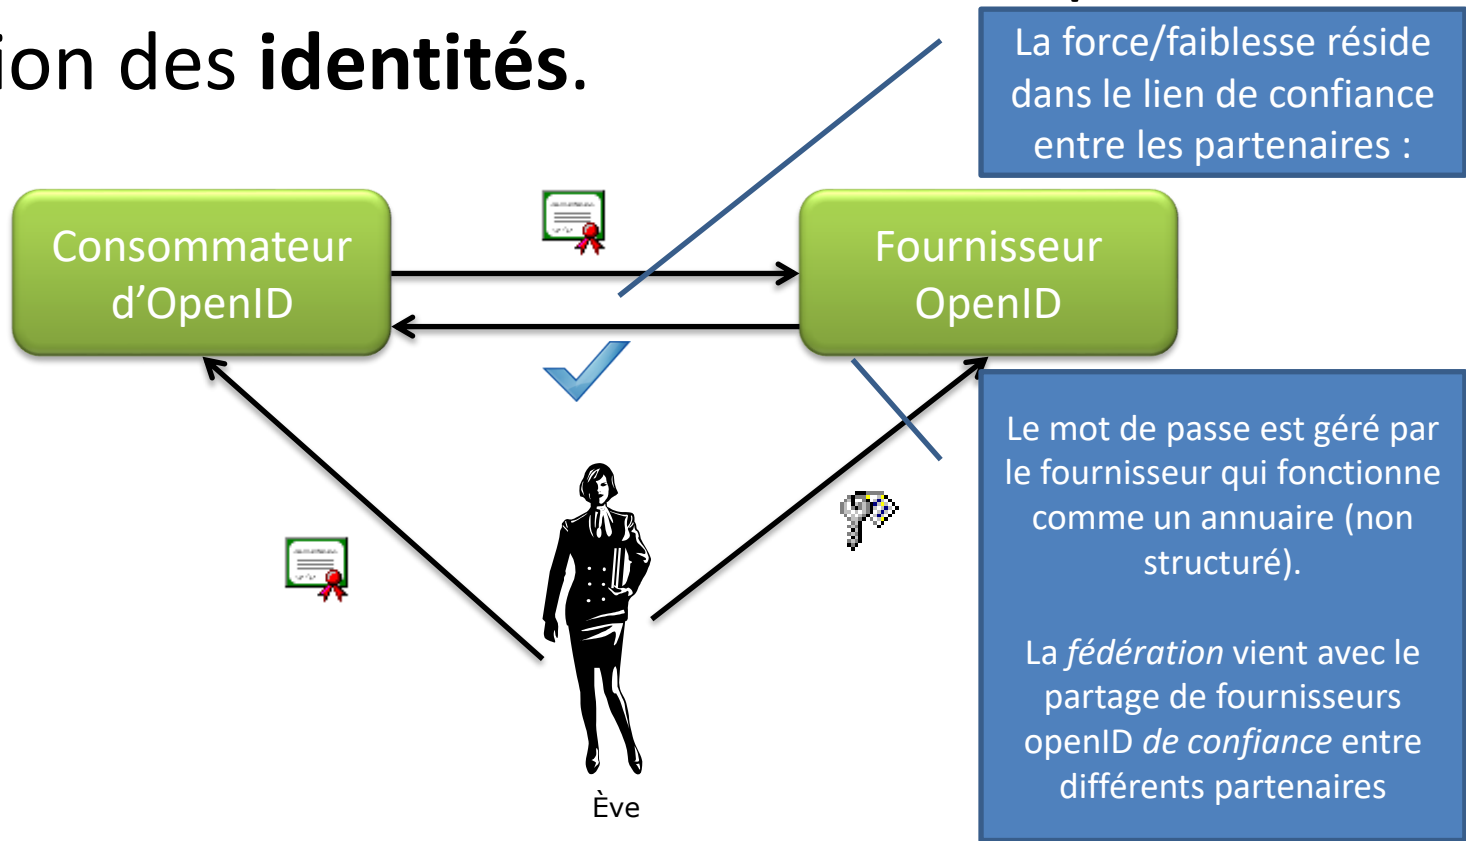 ion des identités.
La force/faiblesse réside
dans le lien de confiance
entre les partenaires :
Consommateur
d’OpenID
Fournisseur
OpenID
Le mot de passe est géré par
le fournisseur qui fonctionne
comme un annuaire (non
structuré).
La fédération vient avec le
partage de fournisseurs
openID de confiance entre
différents partenaires
Ève